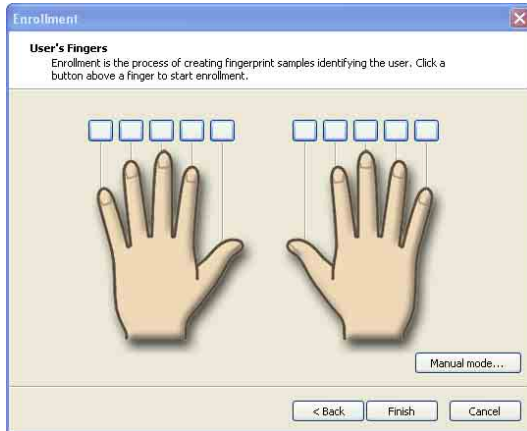 Enrollment
User's Fingers
Enrollment is the process of creating fingerprint samples identifying the user. Click a
button above a finger to start enrollment.
Manual mode...
< Back
Finish
Cancel